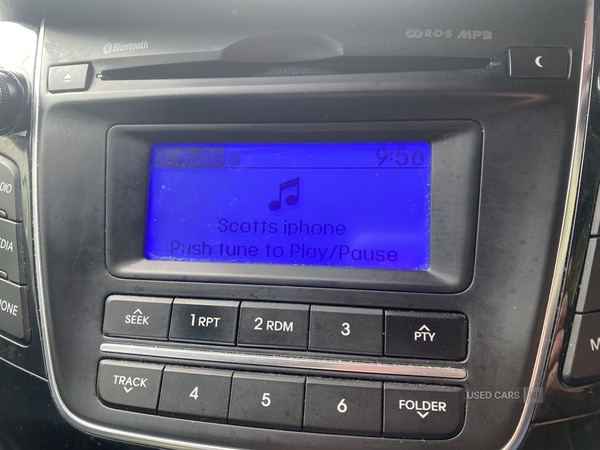 Bluetooth
R·D·S MP3
9:56
Scotts iphone
Push tune to Play/Pause
SEEK
1 RPT
2 RDM
3
PTY
TRACK
4
5
6
FOLDER
USED CARS NI